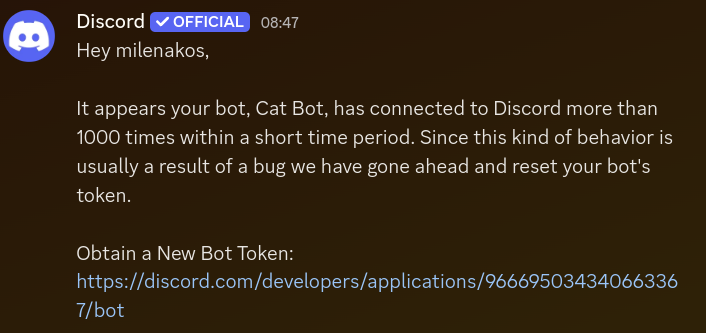 Discord ✓ OFFICIAL 08:47
Hey milenakos,
It appears your bot, Cat Bot, has connected to Discord more than
1000 times within a short time period. Since this kind of behavior is
usually a result of a bug we have gone ahead and reset your bot's
token.
Obtain a New Bot Token:
https://discord.com/developers/applications/96669503434066336
7/bot